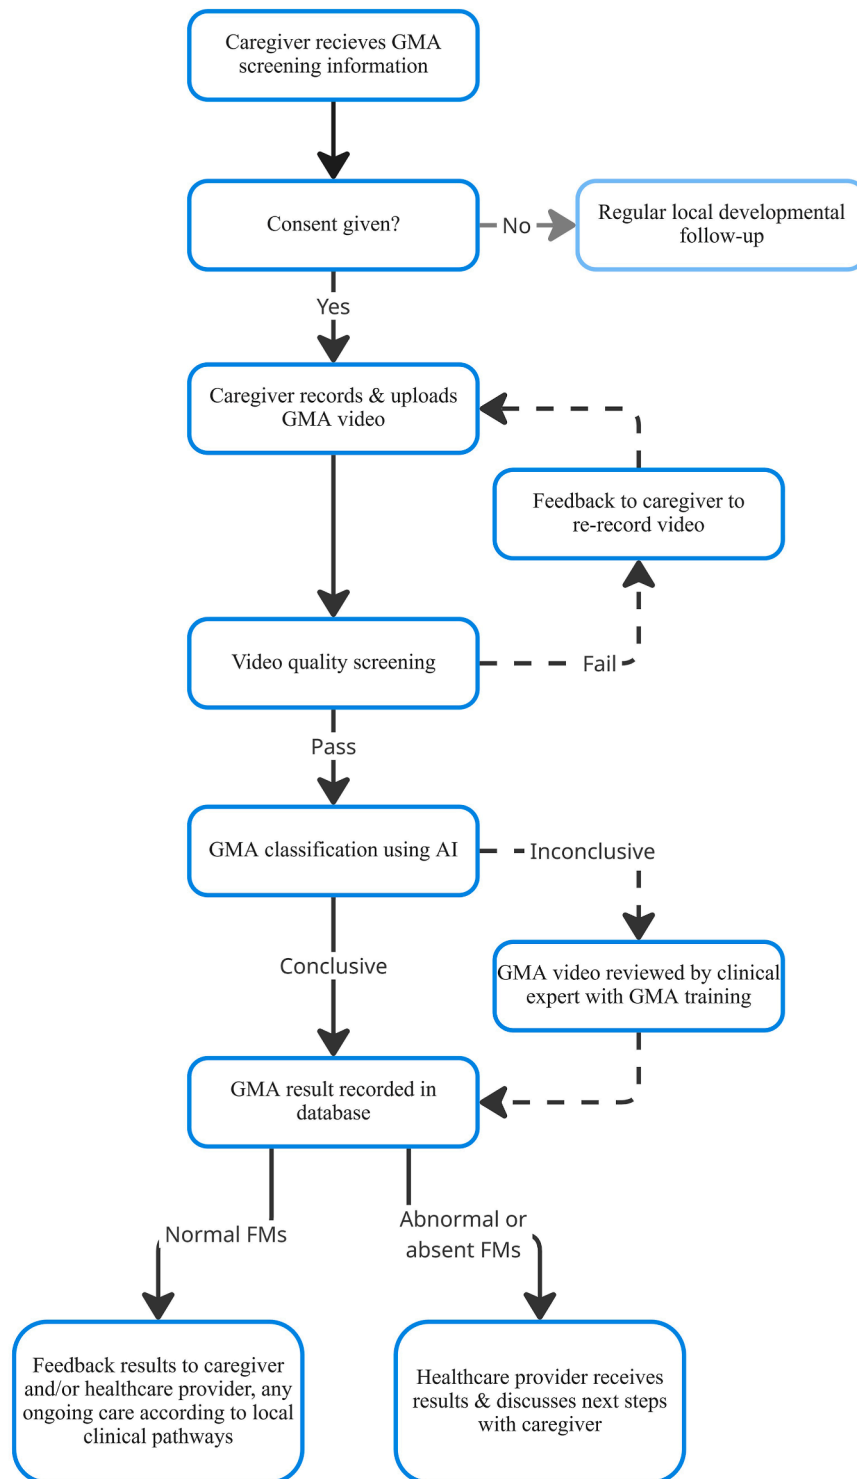 Caregiver recieves GMA
screening information
Consent given?
No
Regular local developmental
follow-up
Yes
Caregiver records & uploads
GMA video
Feedback to caregiver to
re-record video
Video quality screening
Fail
Pass
GMA classification using AI
Inconclusive
GMA video reviewed by clinical
expert with GMA training
Conclusive
GMA result recorded in
database
Normal FMs
Abnormal or
absent FMs
Feedback results to caregiver
and/or healthcare provider, any
ongoing care according to local
clinical pathways
Healthcare provider receives
results & discusses next steps
with caregiver